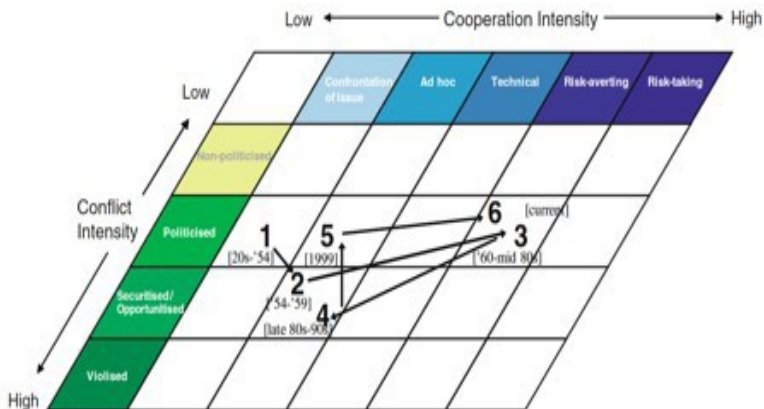 Low Cooperation Intensity High
Confrontation of Issue
Ad hoc
Technical
Risk-averting
Risk-taking
Low
Non-politicised
Conflict Intensity
Politicised
1
[20s-'54]
5
[1999]
6
[current]
3
['60-mid 80s]
Securitised/
Opportunitised
2
['54-'59]
4
[late 80s-90s]
Violised
High